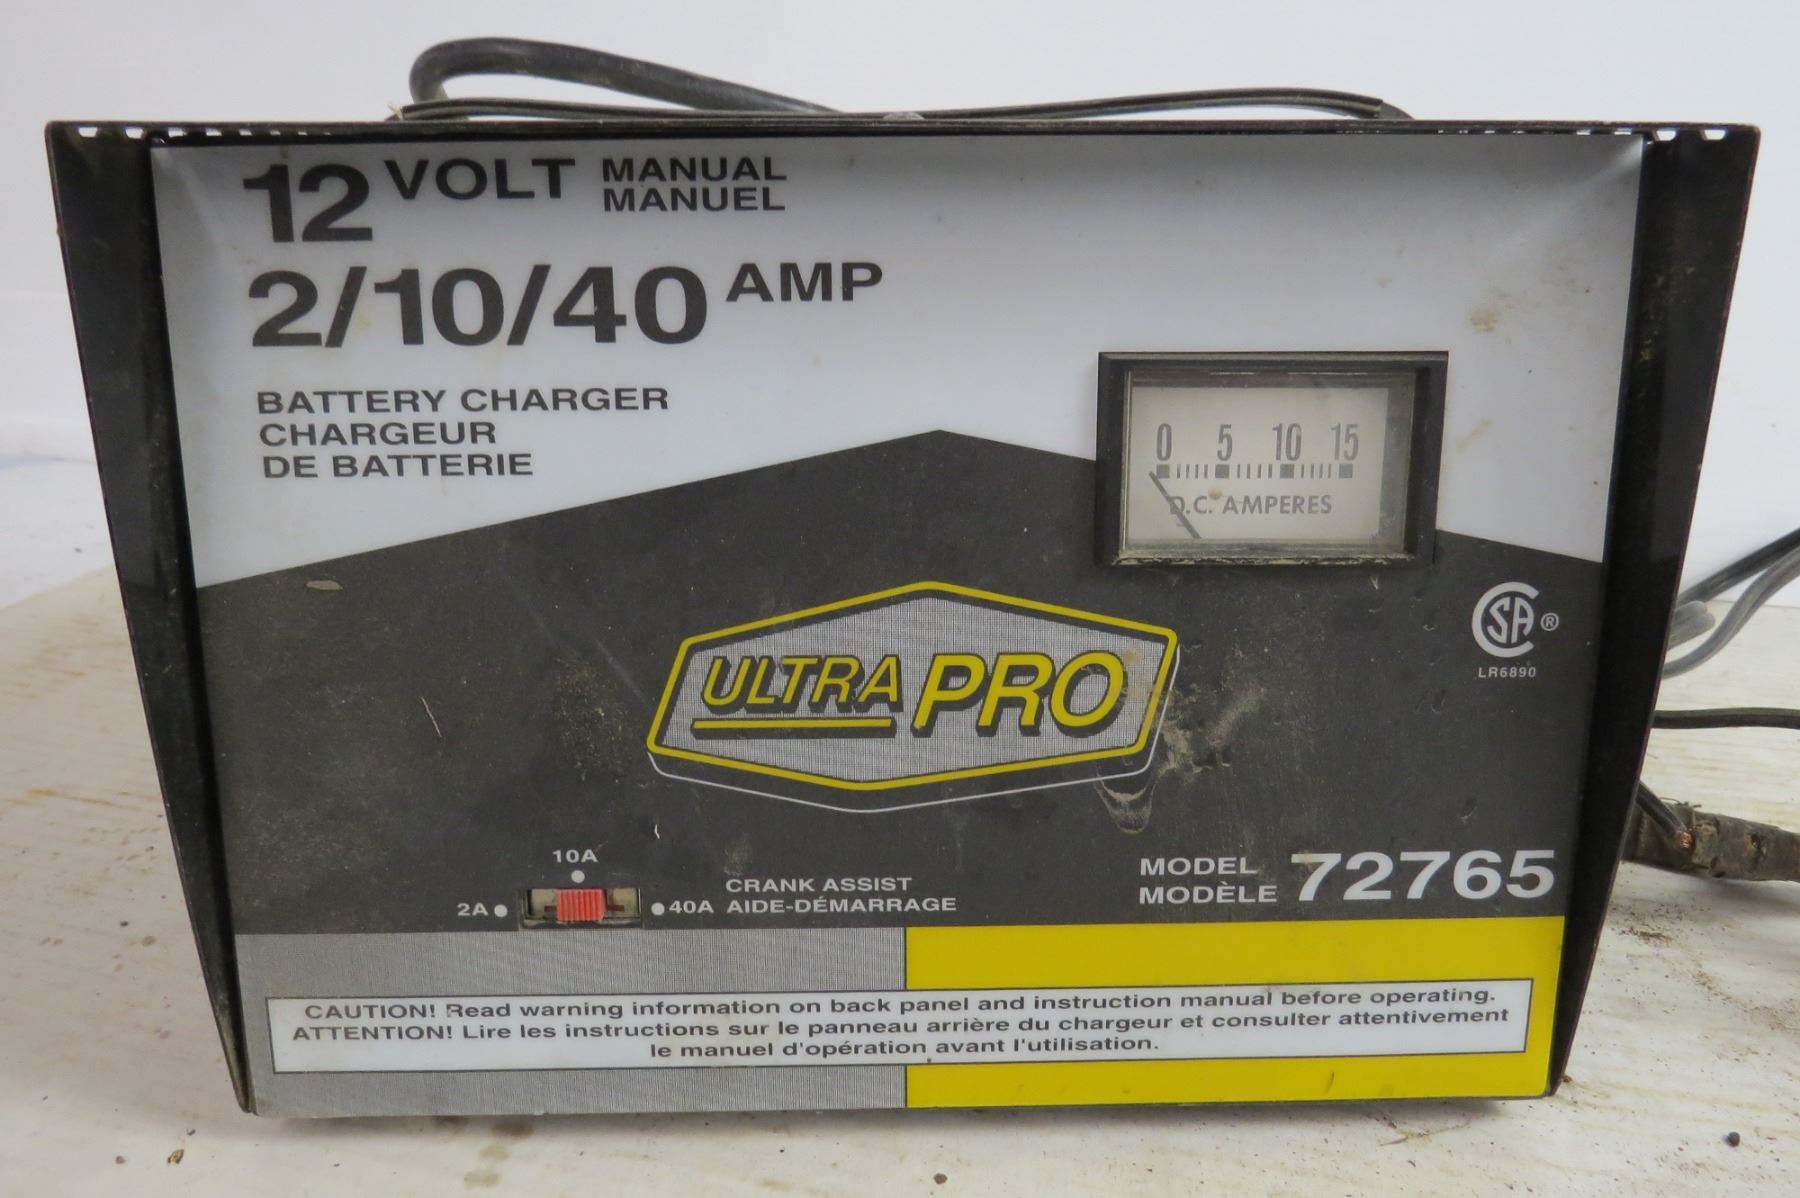 12 VOLT MANUAL
MANUEL
2/10/40 AMP
BATTERY CHARGER
CHARGEUR
DE BATTERIE
0 5 10 15
D.C. AMPERES
CSA ®
LR6890
ULTRA PRO
10A
2A 40A
CRANK ASSIST
AIDE-DÉMARRAGE
MODEL
MODÈLE
72765
CAUTION! Read warning information on back panel and instruction manual before operating.
ATTENTION! Lire les instructions sur le panneau arrière du chargeur et consulter attentivement
le manuel d'opération avant l'utilisation.